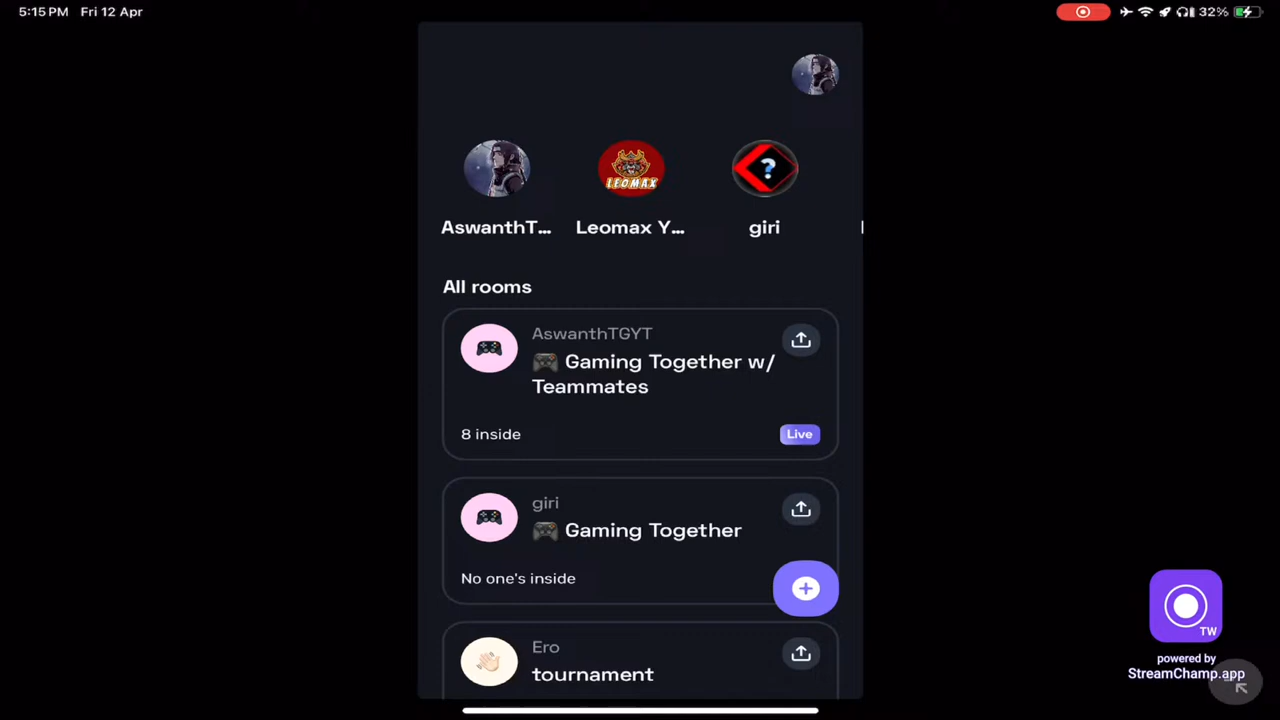 5:15 PM Fri 12 Apr
32%
LEOMAX
?
AswanthT... Leomax Y... giri
All rooms
AswanthTGYT
🎮 Gaming Together w/
Teammates
8 inside
Live
giri
🎮 Gaming Together
No one's inside
Ero
tournament
TW
powered by
StreamChamp.app